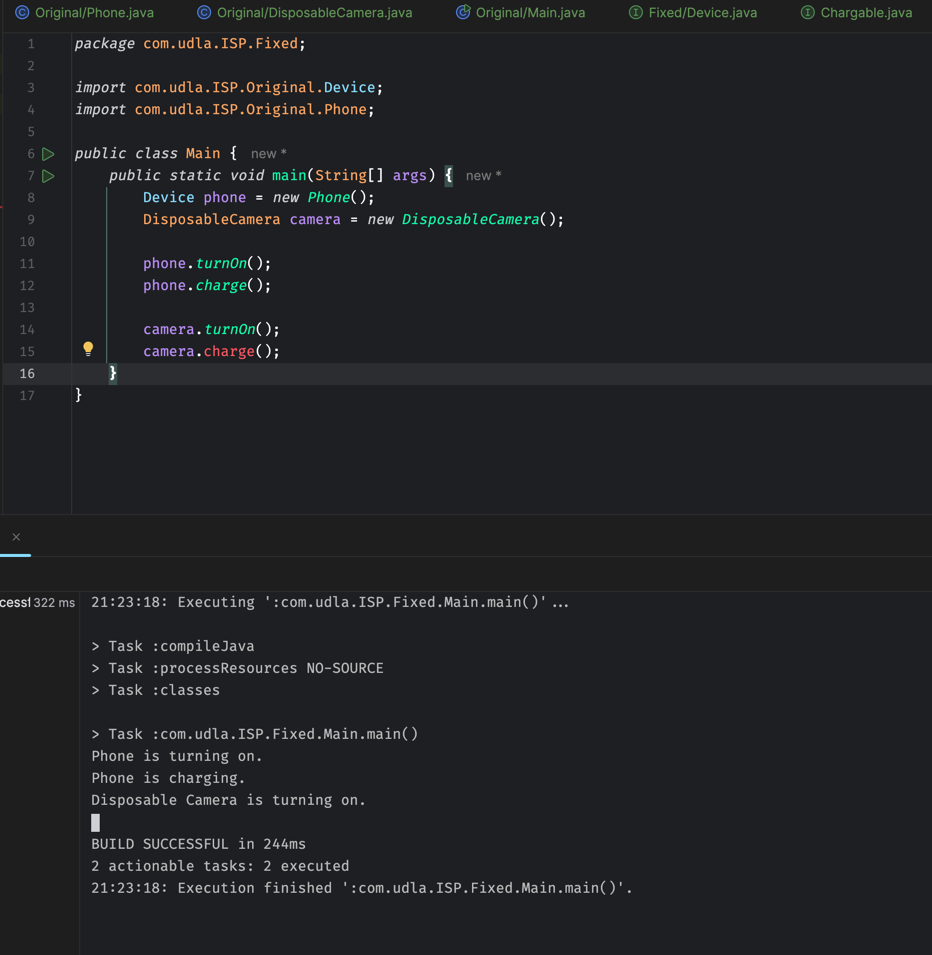 Original/Phone.java Original/DisposableCamera.java Original/Main.java Fixed/Device.java Chargable.java
1 package com.udla.ISP.Fixed;
2
3 import com.udla.ISP.Original.Device;
4 import com.udla.ISP.Original.Phone;
5
6 public class Main { new *
7 public static void main(String[] args) { new *
8 Device phone = new Phone();
9 DisposableCamera camera = new DisposableCamera();
10
11 phone.turnOn();
12 phone.charge();
13
14 camera.turnOn();
15 camera.charge();
16 }
17 }
cessf 322 ms 21:23:18: Executing ':com.udla.ISP.Fixed.Main.main()'...
> Task :compileJava
> Task :processResources NO-SOURCE
> Task :classes
> Task :com.udla.ISP.Fixed.Main.main()
Phone is turning on.
Phone is charging.
Disposable Camera is turning on.
BUILD SUCCESSFUL in 244ms
2 actionable tasks: 2 executed
21:23:18: Execution finished ':com.udla.ISP.Fixed.Main.main()'.